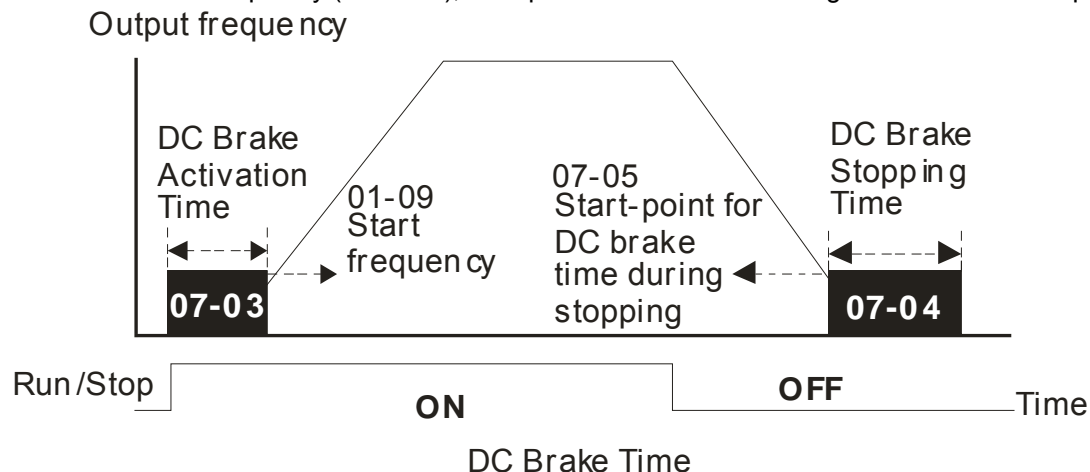 Output frequency
DC Brake
Activation
Time
01-09
Start
frequency
07-05
Start-point for
DC brake
time during
stopping
DC Brake
Stopping
Time
07-03
07-04
Run/Stop
ON
OFF
Time
DC Brake Time